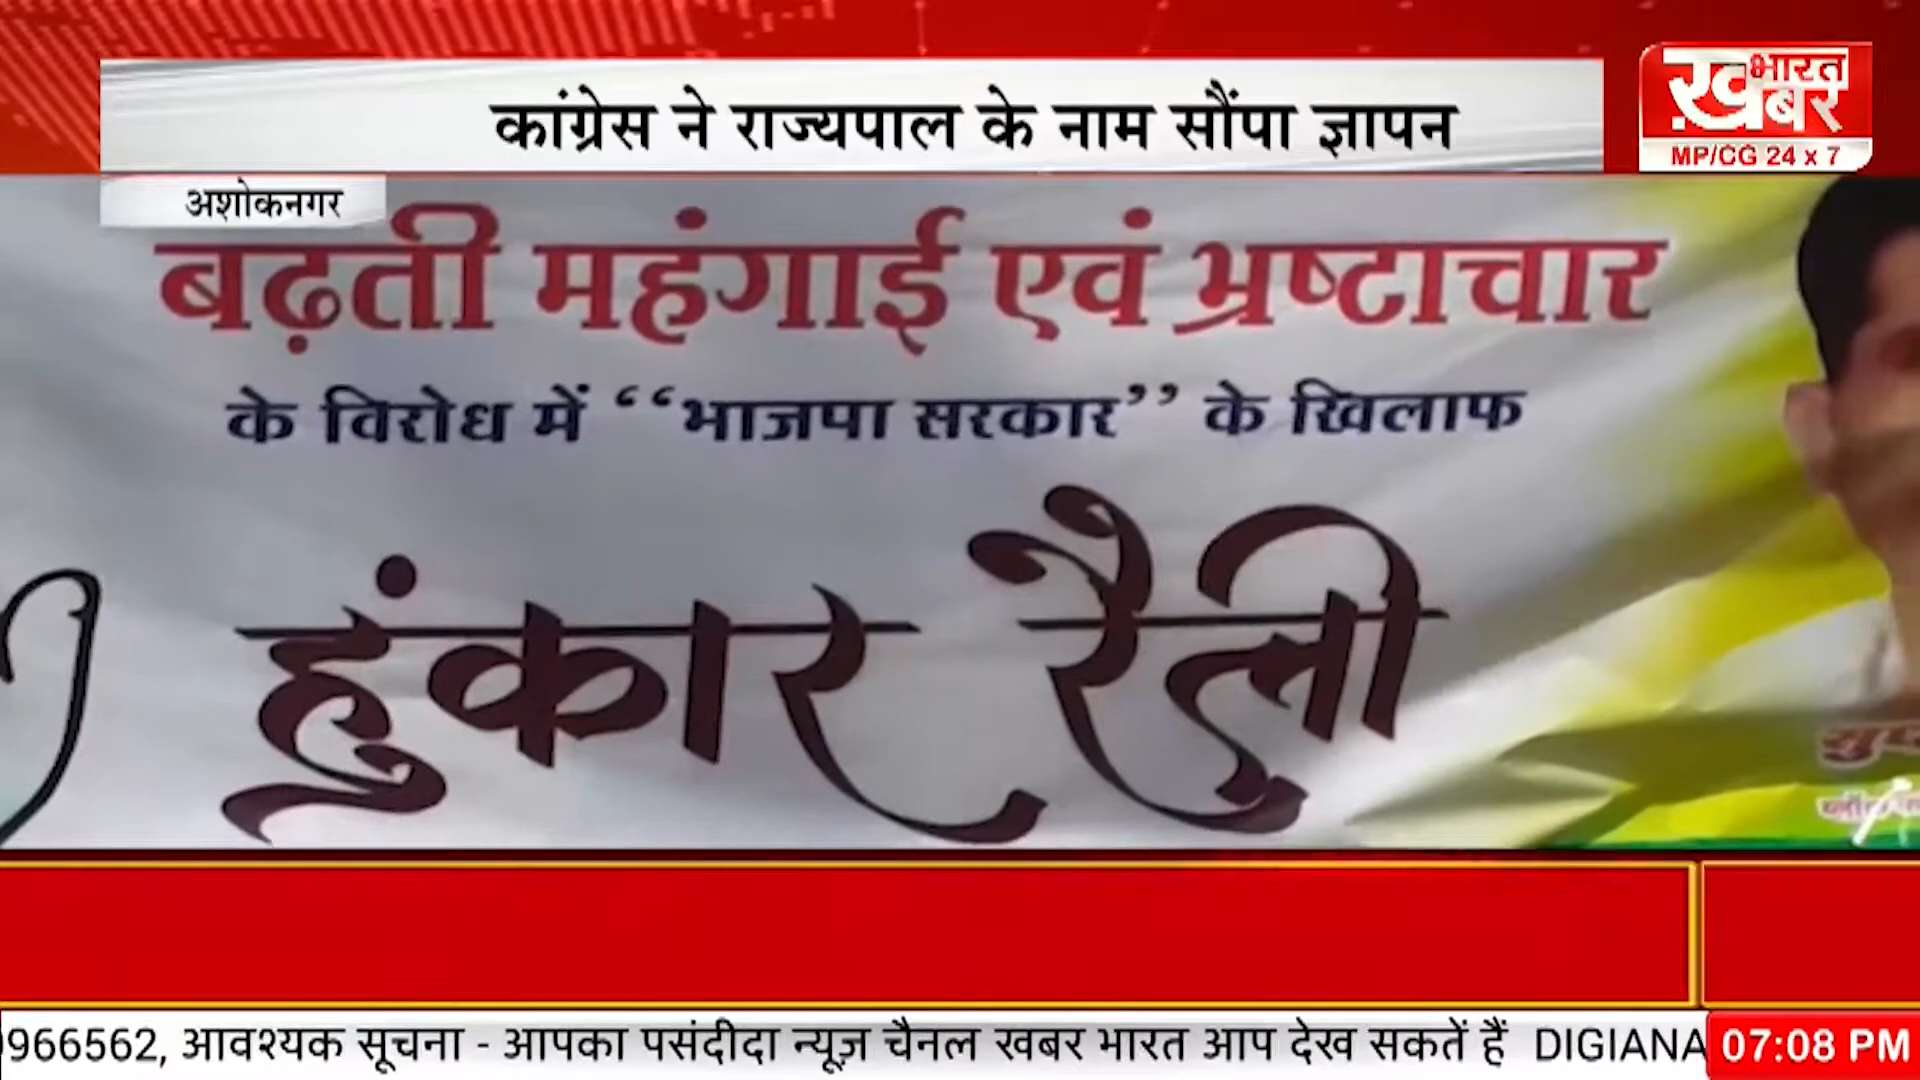 कांग्रेस ने राज्यपाल के नाम सौंपा ज्ञापन
ख़बर भारत
MP/CG 24 x 7
अशोकनगर
बढ़ती महंगाई एवं भ्रष्टाचार
के विरोध में “भाजपा सरकार” के खिलाफ
हुंकार रैली
966562, आवश्यक सूचना - आपका पसंदीदा न्यूज़ चैनल खबर भारत आप देख सकतें हैं DIGIANA
07:08 PM